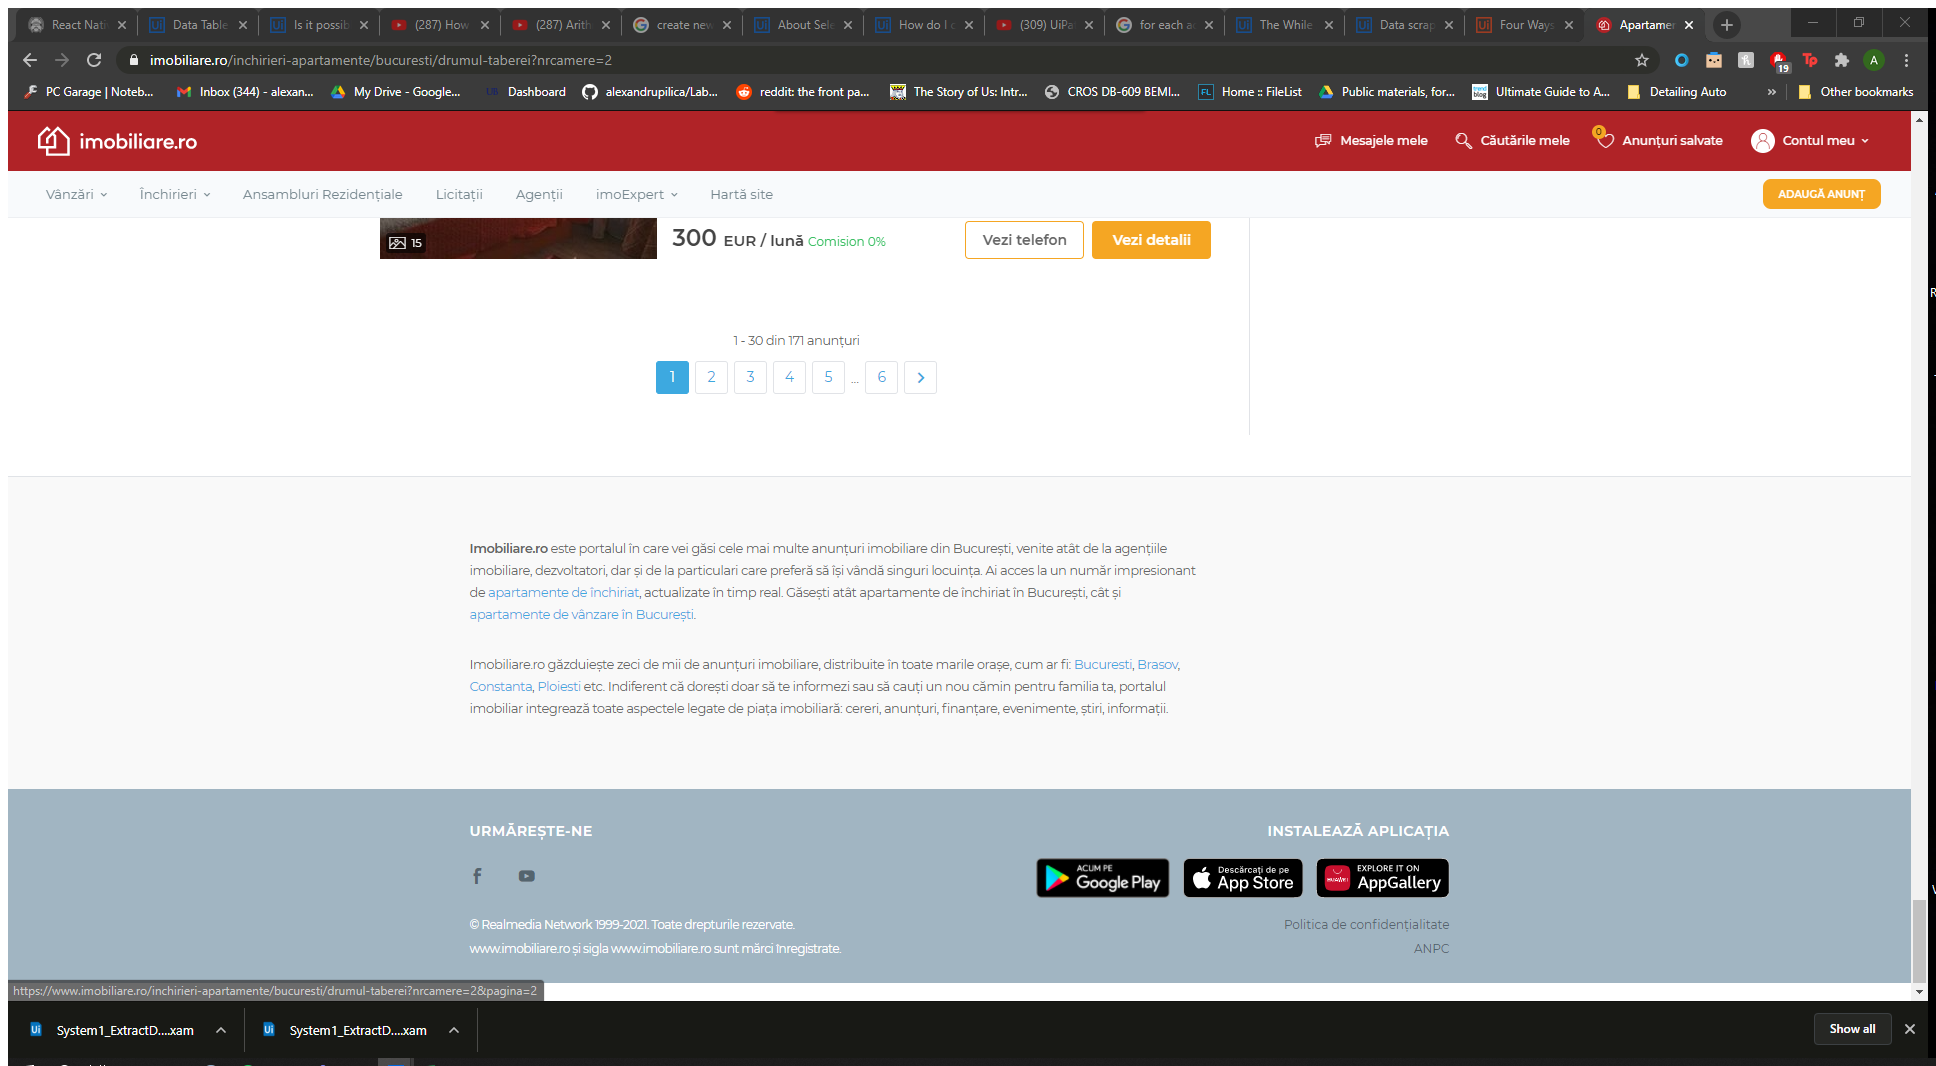 React Nati
Data Table
Is it possib
(287) How
(287) Arith
create new
About Sele
How do I c
(309) UiPa
for each ac
The While
Data scrap
Four Ways
Apartamen
imobiliare.ro/inchirieri-apartamente/bucuresti/drumul-taberei?nrcamere=2
19
Tp
A
PC Garage | Noteb...
Inbox (344) - alexan...
My Drive - Google...
UB Dashboard
alexandrupilica/Lab...
reddit: the front pa...
The Story of Us: Intr...
CROS DB-609 BEMI...
FL Home :: FileList
Public materials, for...
Ultimate Guide to A...
Detailing Auto
»
Other bookmarks
imobiliare.ro
Mesajele mele
Căutările mele
0
Anunțuri salvate
Contul meu
Vânzări
Închirieri
Ansambluri Rezidențiale
Licitații
Agenții
imoExpert
Hartă site
ADAUGĂ ANUNȚ
15
300 EUR / lună Comision 0%
Vezi telefon
Vezi detalii
1 - 30 din 171 anunțuri
1 2 3 4 5 ... 6
Imobiliare.ro este portalul în care vei găsi cele mai multe anunțuri imobiliare din București, venite atât de la agențiile
imobiliare, dezvoltatori, dar și de la particulari care preferă să își vândă singuri locuința. Ai acces la un număr impresionant
de apartamente de închiriat, actualizate în timp real. Găsești atât apartamente de închiriat în București, cât și
apartamente de vânzare în București.
Imobiliare.ro găzduiește zeci de mii de anunțuri imobiliare, distribuite în toate marile orașe, cum ar fi: Bucuresti, Brasov,
Constanta, Ploiesti etc. Indiferent că dorești doar să te informezi sau să cauți un nou cămin pentru familia ta, portalul
imobiliar integrează toate aspectele legate de piața imobiliară: cereri, anunțuri, finanțare, evenimente, știri, informații.
URMĂREȘTE-NE
INSTALEAZĂ APLICAȚIA
ACUM PE
Google Play
Descărcați de pe
App Store
HUAWEI
EXPLORE IT ON
AppGallery
© Realmedia Network 1999-2021. Toate drepturile rezervate.
www.imobiliare.ro și sigla www.imobiliare.ro sunt mărci înregistrate.
Politica de confidențialitate
ANPC
https://www.imobiliare.ro/inchirieri-apartamente/bucuresti/drumul-taberei?nrcamere=2&pagina=2
System1_ExtractD....xam
System1_ExtractD....xam
Show all